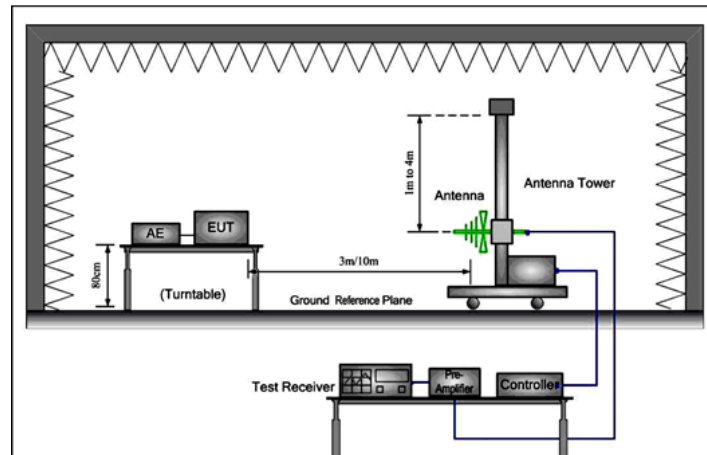 1m to 4m
Antenna
Antenna Tower
AE
EUT
80cm
3m/10m
(Turntable)
Ground Reference Plane
Test Receiver
Pre-
Amplifier
Controller